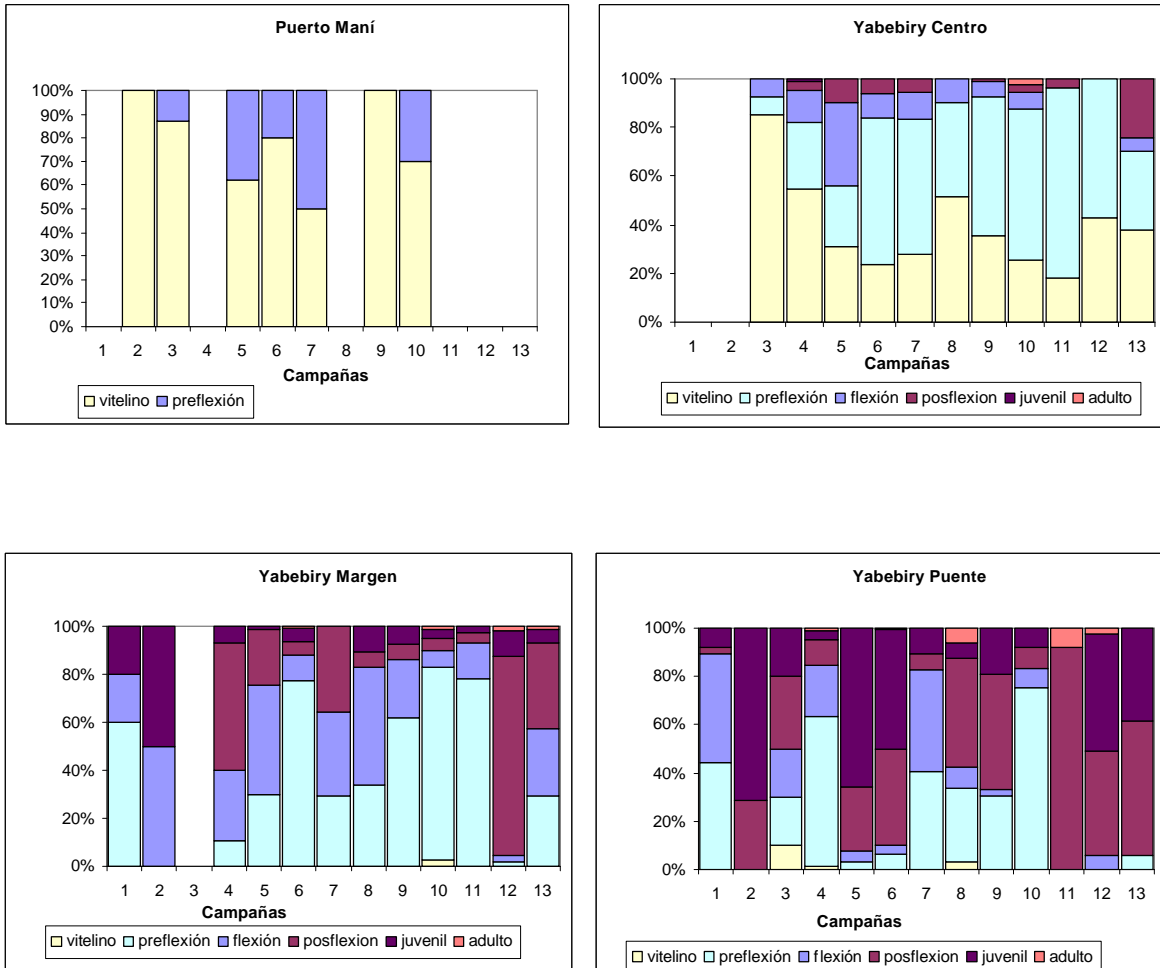 Puerto Maní
100%
90%
80%
70%
60%
50%
40%
30%
20%
10%
0%
1 2 3 4 5 6 7 8 9 10 11 12 13
Campañas
vitelino preflexión
Yabebiry Centro
100%
80%
60%
40%
20%
0%
1 2 3 4 5 6 7 8 9 10 11 12 13
Campañas
vitelino preflexión flexión posflexion juvenil adulto
Yabebiry Margen
100%
80%
60%
40%
20%
0%
1 2 3 4 5 6 7 8 9 10 11 12 13
Campañas
vitelino preflexión flexión posflexion juvenil adulto
Yabebiry Puente
100%
80%
60%
40%
20%
0%
1 2 3 4 5 6 7 8 9 10 11 12 13
Campañas
vitelino preflexión flexión posflexion juvenil adulto